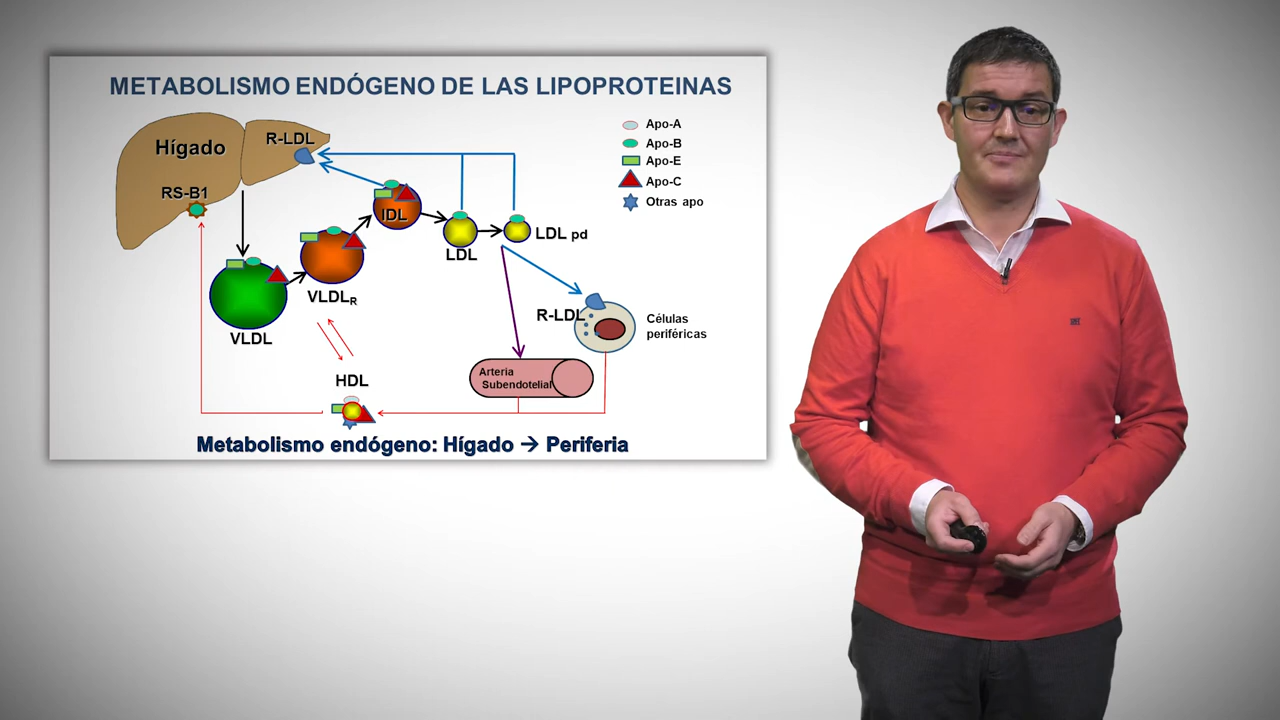 METABOLISMO ENDÓGENO DE LAS LIPOPROTEINAS
Hígado
R-LDL
RS-B1
Apo-A
Apo-B
Apo-E
Apo-C
Otras apo
IDL
LDL
LDL pd
VLDL
VLDLR
R-LDL
Células
periféricas
HDL
Arteria
Subendotelial
Metabolismo endógeno: Hígado → Periferia